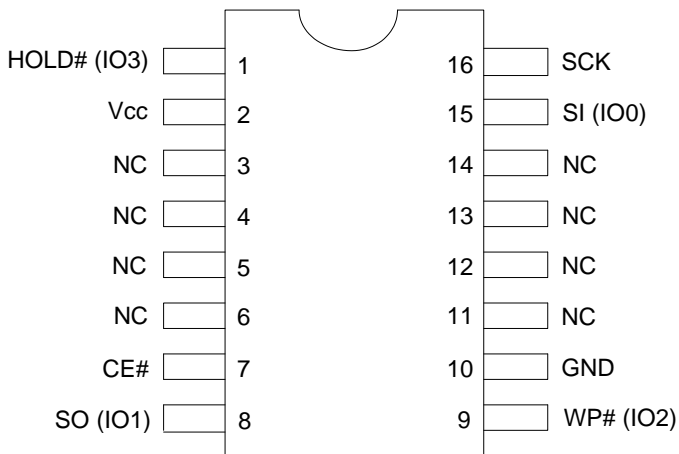 HOLD# (IO3) 1 16 SCK
Vcc 2 15 SI (IO0)
NC 3 14 NC
NC 4 13 NC
NC 5 12 NC
NC 6 11 NC
CE# 7 10 GND
SO (IO1) 8 9 WP# (IO2)